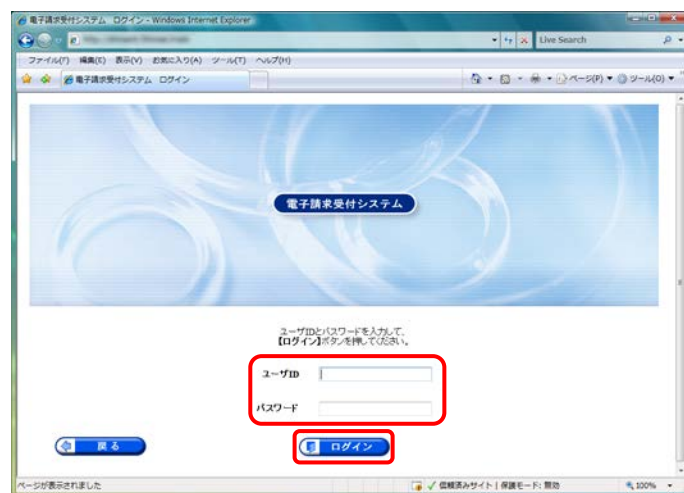 電子請求受付システム ログイン - Windows Internet Explorer
Live Search
ファイル(F) 編集(E) 表示(V) お気に入り(A) ツール(T) ヘルプ(H)
電子請求受付システム ログイン
ページ(P) ツール(O)
電子請求受付システム
ユーザIDとパスワードを入力して、
【ログイン】ボタンを押してください。
ユーザID
パスワード
戻る
ログイン
ページが表示されました
信頼済みサイト | 保護モード: 無効
100%